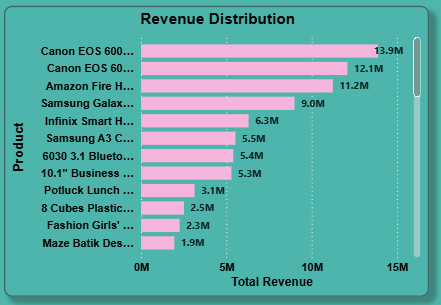 Revenue Distribution
Canon EOS 600… 13.9M
Canon EOS 60… 12.1M
Amazon Fire H… 11.2M
Samsung Galax… 9.0M
Infinix Smart H… 6.3M
Samsung A3 C… 5.5M
6030 3.1 Blueto… 5.4M
10.1" Business … 5.3M
Potluck Lunch … 3.1M
8 Cubes Plastic… 2.5M
Fashion Girls' … 2.3M
Maze Batik Des… 1.9M
Product
0M 5M 10M 15M
Total Revenue